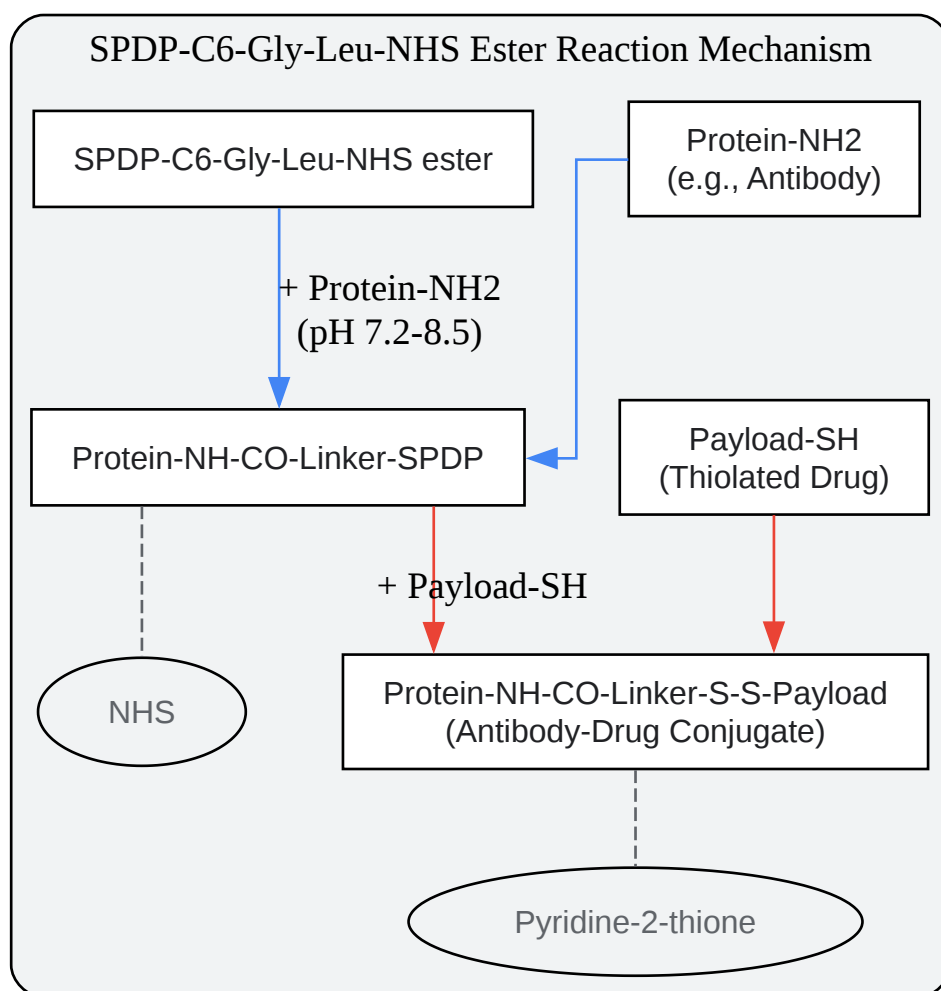 SPDP-C6-Gly-Leu-NHS Ester Reaction Mechanism
SPDP-C6-Gly-Leu-NHS ester
Protein-NH2
(e.g., Antibody)
+ Protein-NH2
(pH 7.2-8.5)
Protein-NH-CO-Linker-SPDP
Payload-SH
(Thiolated Drug)
+ Payload-SH
NHS
Protein-NH-CO-Linker-S-S-Payload
(Antibody-Drug Conjugate)
Pyridine-2-thione